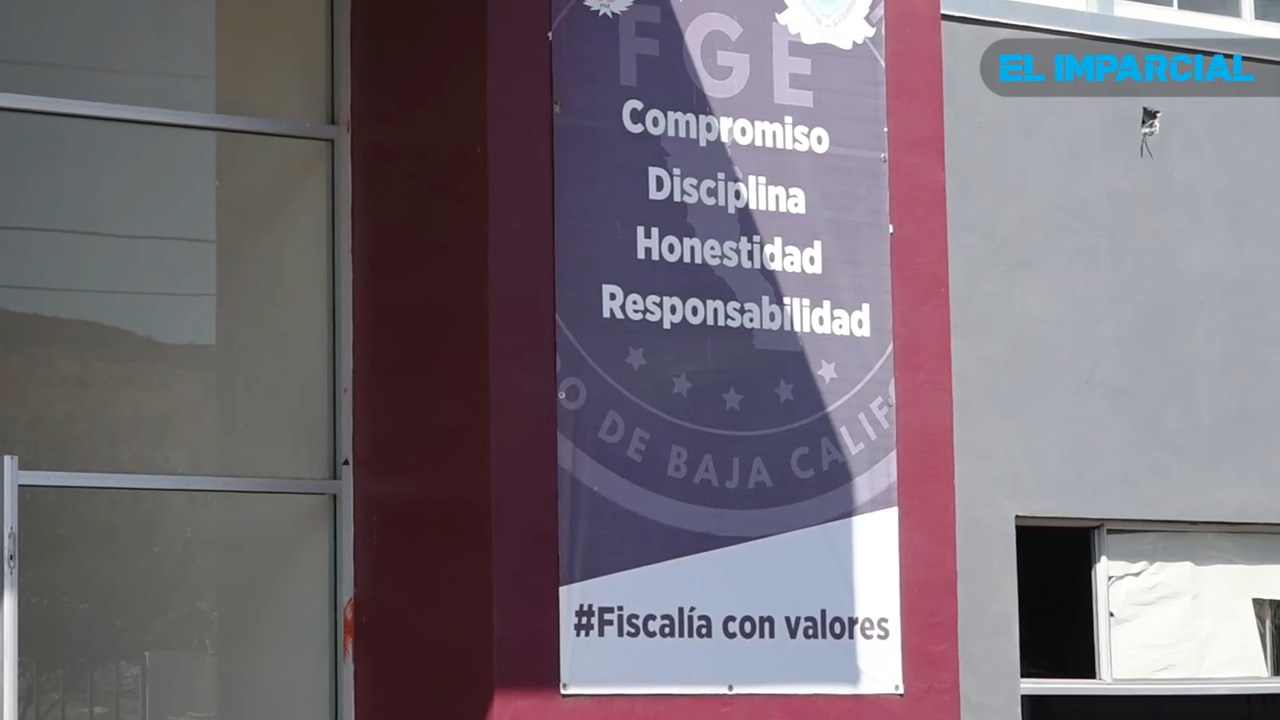 EL IMPARCIAL
FGE
Compromiso
Disciplina
Honestidad
Responsabilidad
O DE BAJA CALIF
#Fiscalía con valores